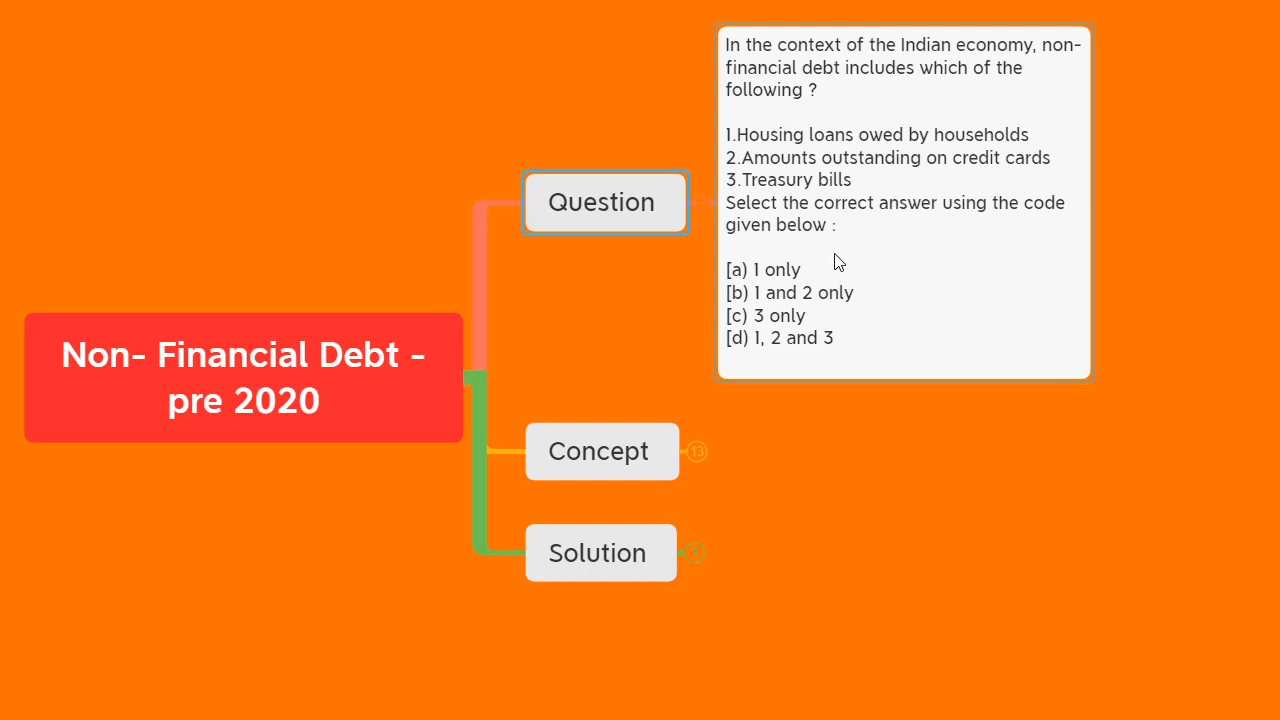 In the context of the Indian economy, non-
financial debt includes which of the
following ?
1.Housing loans owed by households
2.Amounts outstanding on credit cards
3.Treasury bills
Select the correct answer using the code
given below :
[a) 1 only
[b) 1 and 2 only
[c) 3 only
[d) 1, 2 and 3
Question
Non- Financial Debt -
pre 2020
Concept
13
Solution
1